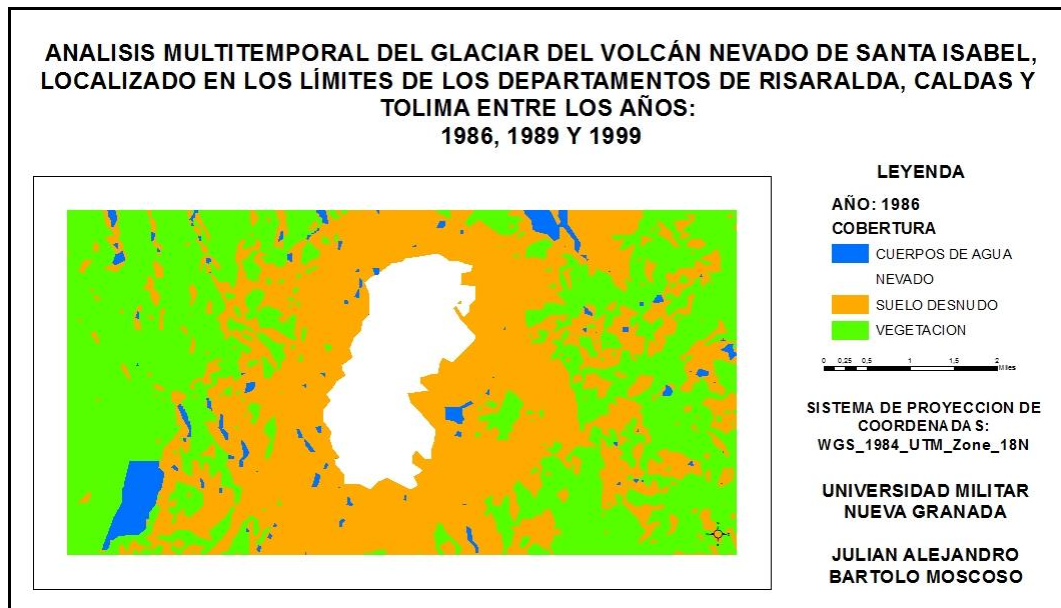 ANALISIS MULTITEMPORAL DEL GLACIAR DEL VOLCÁN NEVADO DE SANTA ISABEL,
LOCALIZADO EN LOS LÍMITES DE LOS DEPARTAMENTOS DE RISARALDA, CALDAS Y
TOLIMA ENTRE LOS AÑOS:
1986, 1989 Y 1999
LEYENDA
AÑO: 1986
COBERTURA
CUERPOS DE AGUA
NEVADO
SUELO DESNUDO
VEGETACION
0 0,25 0,5 1 1,5 2
Miles
SISTEMA DE PROYECCION DE
COORDENADAS:
WGS_1984_UTM_Zone_18N
UNIVERSIDAD MILITAR
NUEVA GRANADA
JULIAN ALEJANDRO
BARTOLO MOSCOSO